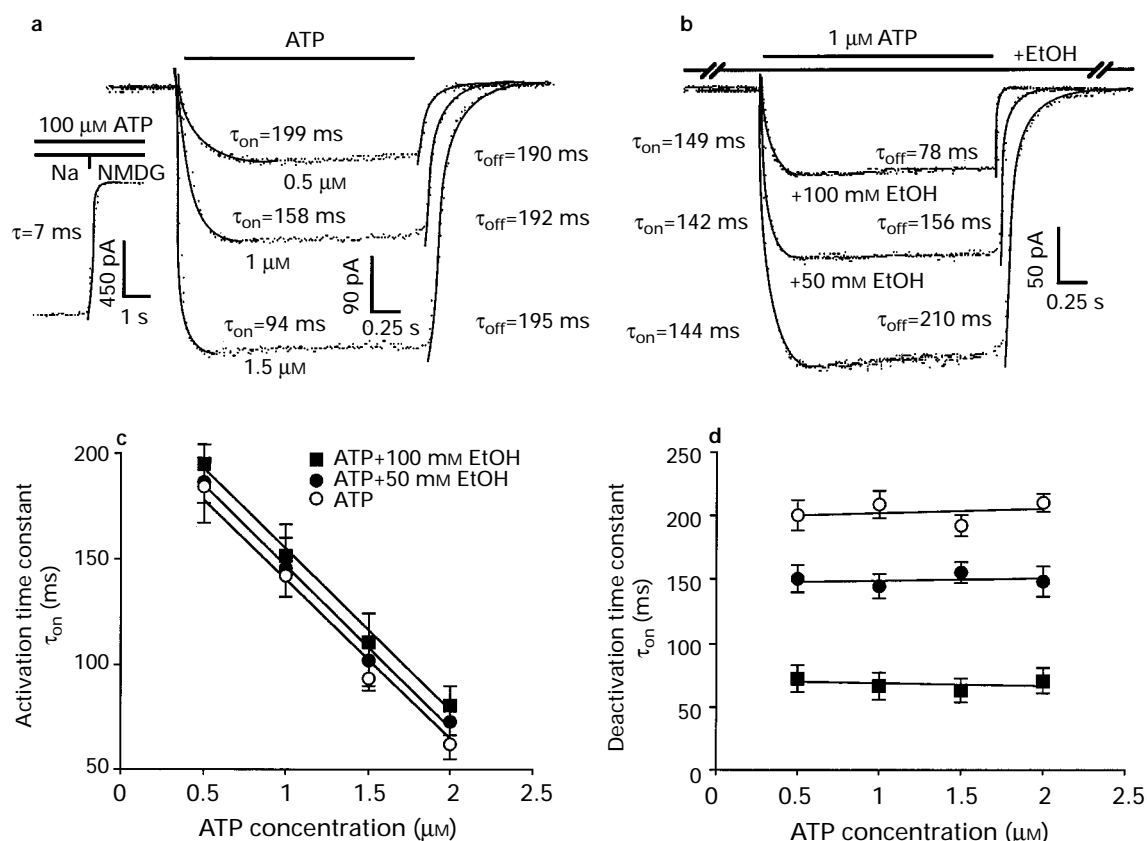 a
ATP
100 μM ATP
Na NMDG
τ=7 ms
450 pA
1 s
τon=199 ms
0.5 μM
τon=158 ms
1 μM
τon=94 ms
1.5 μM
90 pA
0.25 s
τoff=190 ms
τoff=192 ms
τoff=195 ms
b
1 μM ATP
+EtOH
τon=149 ms
τoff=78 ms
+100 mM EtOH
τon=142 ms
τoff=156 ms
+50 mM EtOH
τon=144 ms
τoff=210 ms
50 pA
0.25 s
c
ATP+100 mM EtOH
ATP+50 mM EtOH
ATP
Activation time constant
τon (ms)
200
150
100
50
0 0.5 1 1.5 2 2.5
ATP concentration (μM)
d
Deactivation time constant
τon (ms)
250
200
150
100
50
0
0 0.5 1 1.5 2 2.5
ATP concentration (μM)